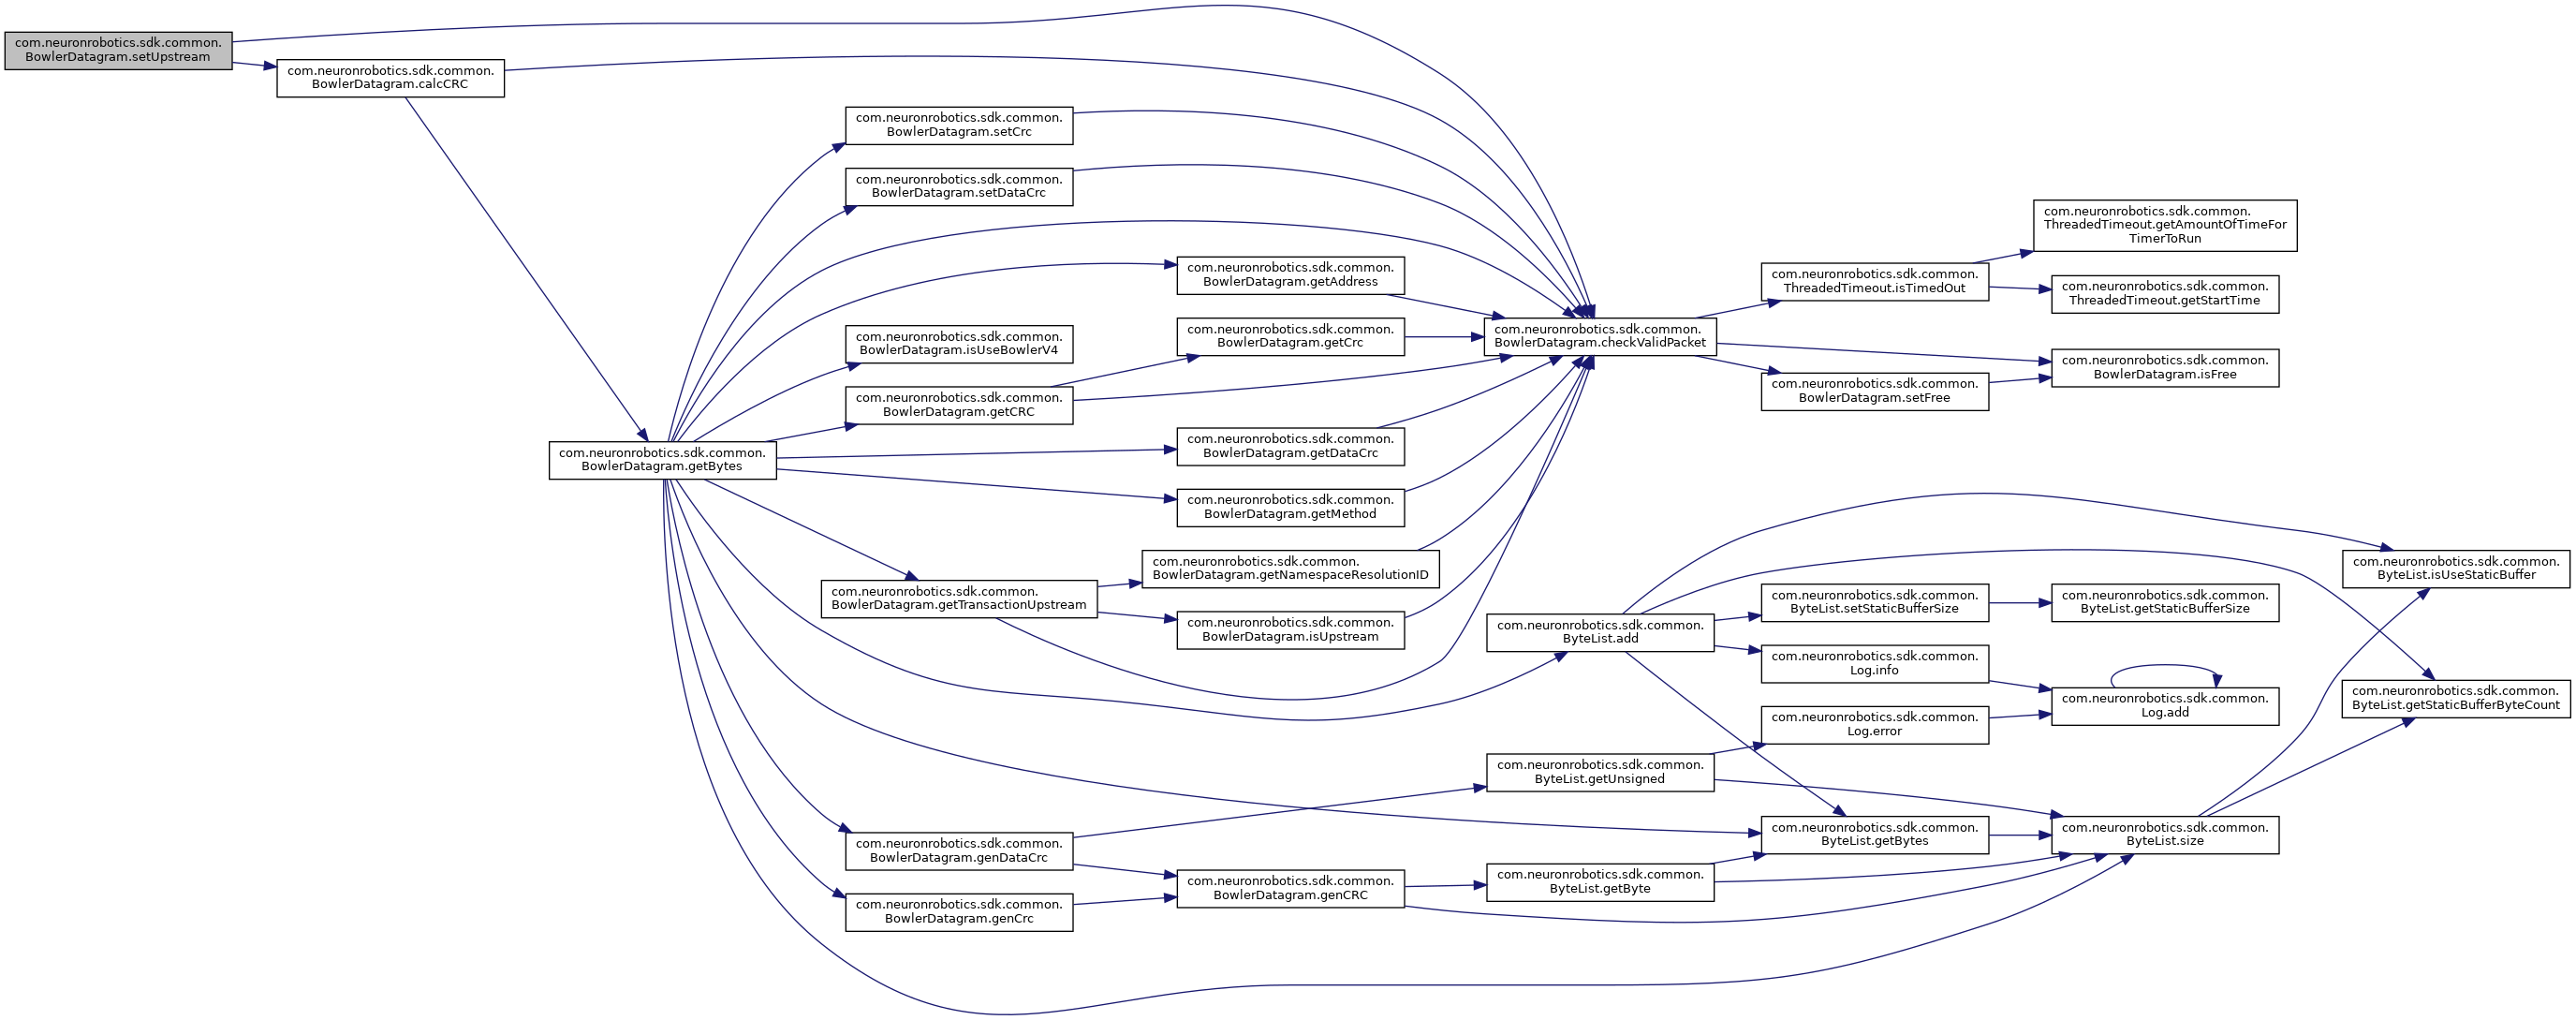 com.neuronrobotics.sdk.common.
BowlerDatagram.setUpstream
com.neuronrobotics.sdk.common.
BowlerDatagram.calcCRC
com.neuronrobotics.sdk.common.
BowlerDatagram.getBytes
com.neuronrobotics.sdk.common.
BowlerDatagram.setCrc
com.neuronrobotics.sdk.common.
BowlerDatagram.setDataCrc
com.neuronrobotics.sdk.common.
BowlerDatagram.isUseBowlerV4
com.neuronrobotics.sdk.common.
BowlerDatagram.getCRC
com.neuronrobotics.sdk.common.
BowlerDatagram.getTransactionUpstream
com.neuronrobotics.sdk.common.
BowlerDatagram.genDataCrc
com.neuronrobotics.sdk.common.
BowlerDatagram.genCrc
com.neuronrobotics.sdk.common.
BowlerDatagram.getAddress
com.neuronrobotics.sdk.common.
BowlerDatagram.getCrc
com.neuronrobotics.sdk.common.
BowlerDatagram.getDataCrc
com.neuronrobotics.sdk.common.
BowlerDatagram.getMethod
com.neuronrobotics.sdk.common.
BowlerDatagram.getNamespaceResolutionID
com.neuronrobotics.sdk.common.
BowlerDatagram.isUpstream
com.neuronrobotics.sdk.common.
BowlerDatagram.genCRC
com.neuronrobotics.sdk.common.
BowlerDatagram.checkValidPacket
com.neuronrobotics.sdk.common.
ByteList.add
com.neuronrobotics.sdk.common.
ByteList.getUnsigned
com.neuronrobotics.sdk.common.
ByteList.getByte
com.neuronrobotics.sdk.common.
ThreadedTimeout.isTimedOut
com.neuronrobotics.sdk.common.
BowlerDatagram.setFree
com.neuronrobotics.sdk.common.
ByteList.setStaticBufferSize
com.neuronrobotics.sdk.common.
Log.info
com.neuronrobotics.sdk.common.
Log.error
com.neuronrobotics.sdk.common.
ByteList.getBytes
com.neuronrobotics.sdk.common.
ThreadedTimeout.getAmountOfTimeFor
TimerToRun
com.neuronrobotics.sdk.common.
ThreadedTimeout.getStartTime
com.neuronrobotics.sdk.common.
BowlerDatagram.isFree
com.neuronrobotics.sdk.common.
ByteList.getStaticBufferSize
com.neuronrobotics.sdk.common.
Log.add
com.neuronrobotics.sdk.common.
ByteList.size
com.neuronrobotics.sdk.common.
ByteList.isUseStaticBuffer
com.neuronrobotics.sdk.common.
ByteList.getStaticBufferByteCount